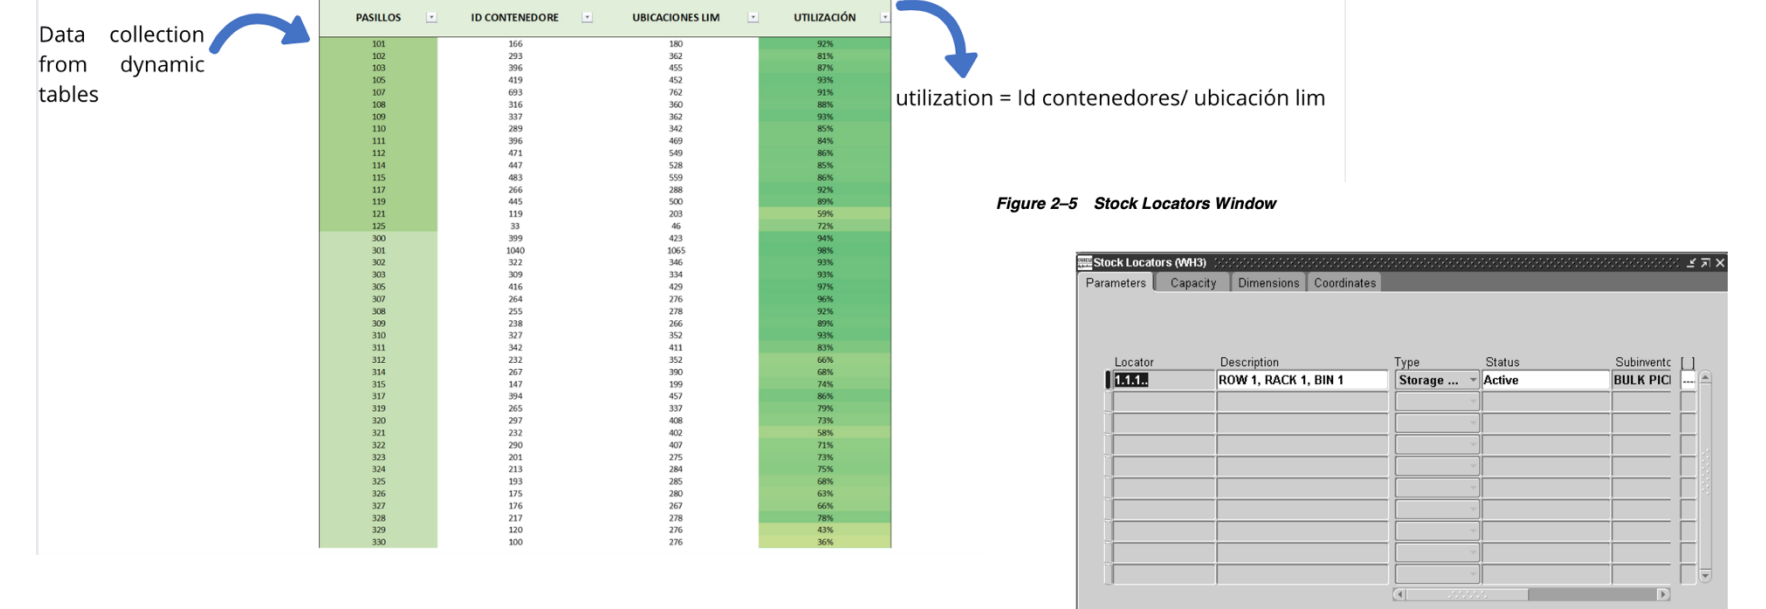 Data collection
from dynamic
tables
PASILLOS ID CONTENEDORE UBICACIONES LIM UTILIZACIÓN
101 166 180 92%
102 293 362 81%
103 396 455 87%
105 419 452 93%
107 693 762 91%
108 316 360 88%
109 337 362 93%
110 289 342 85%
111 396 469 84%
112 471 549 86%
114 447 528 85%
115 483 559 86%
117 266 288 92%
119 445 500 89%
121 119 203 59%
125 33 46 72%
300 399 423 94%
301 1040 1065 98%
302 322 346 93%
303 309 334 93%
305 416 429 97%
307 264 276 96%
308 255 278 92%
309 238 266 89%
310 327 352 93%
311 342 411 83%
312 232 352 66%
314 267 390 68%
315 147 199 74%
317 394 457 86%
319 265 337 79%
320 297 408 73%
321 232 402 58%
322 290 407 71%
323 201 275 73%
324 213 284 75%
325 193 285 68%
326 175 280 63%
327 176 267 66%
328 217 278 78%
329 120 276 43%
330 100 276 36%
utilization = Id contenedores/ ubicación lim
Figure 2–5 Stock Locators Window
Stock Locators (WH3)
Parameters Capacity Dimensions Coordinates
Locator Description Type Status Subinventc [ ]
1.1.1.. ROW 1, RACK 1, BIN 1 Storage ... Active BULK PICI